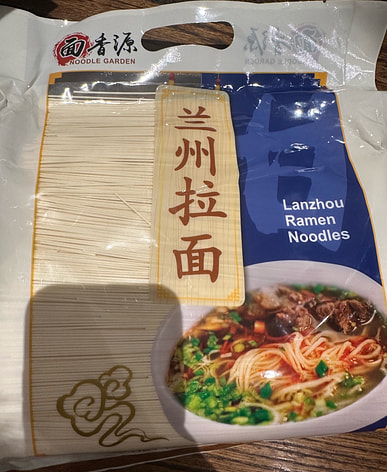 面香源
NOODLE GARDEN
兰州拉面
Lanzhou
Ramen
Noodles